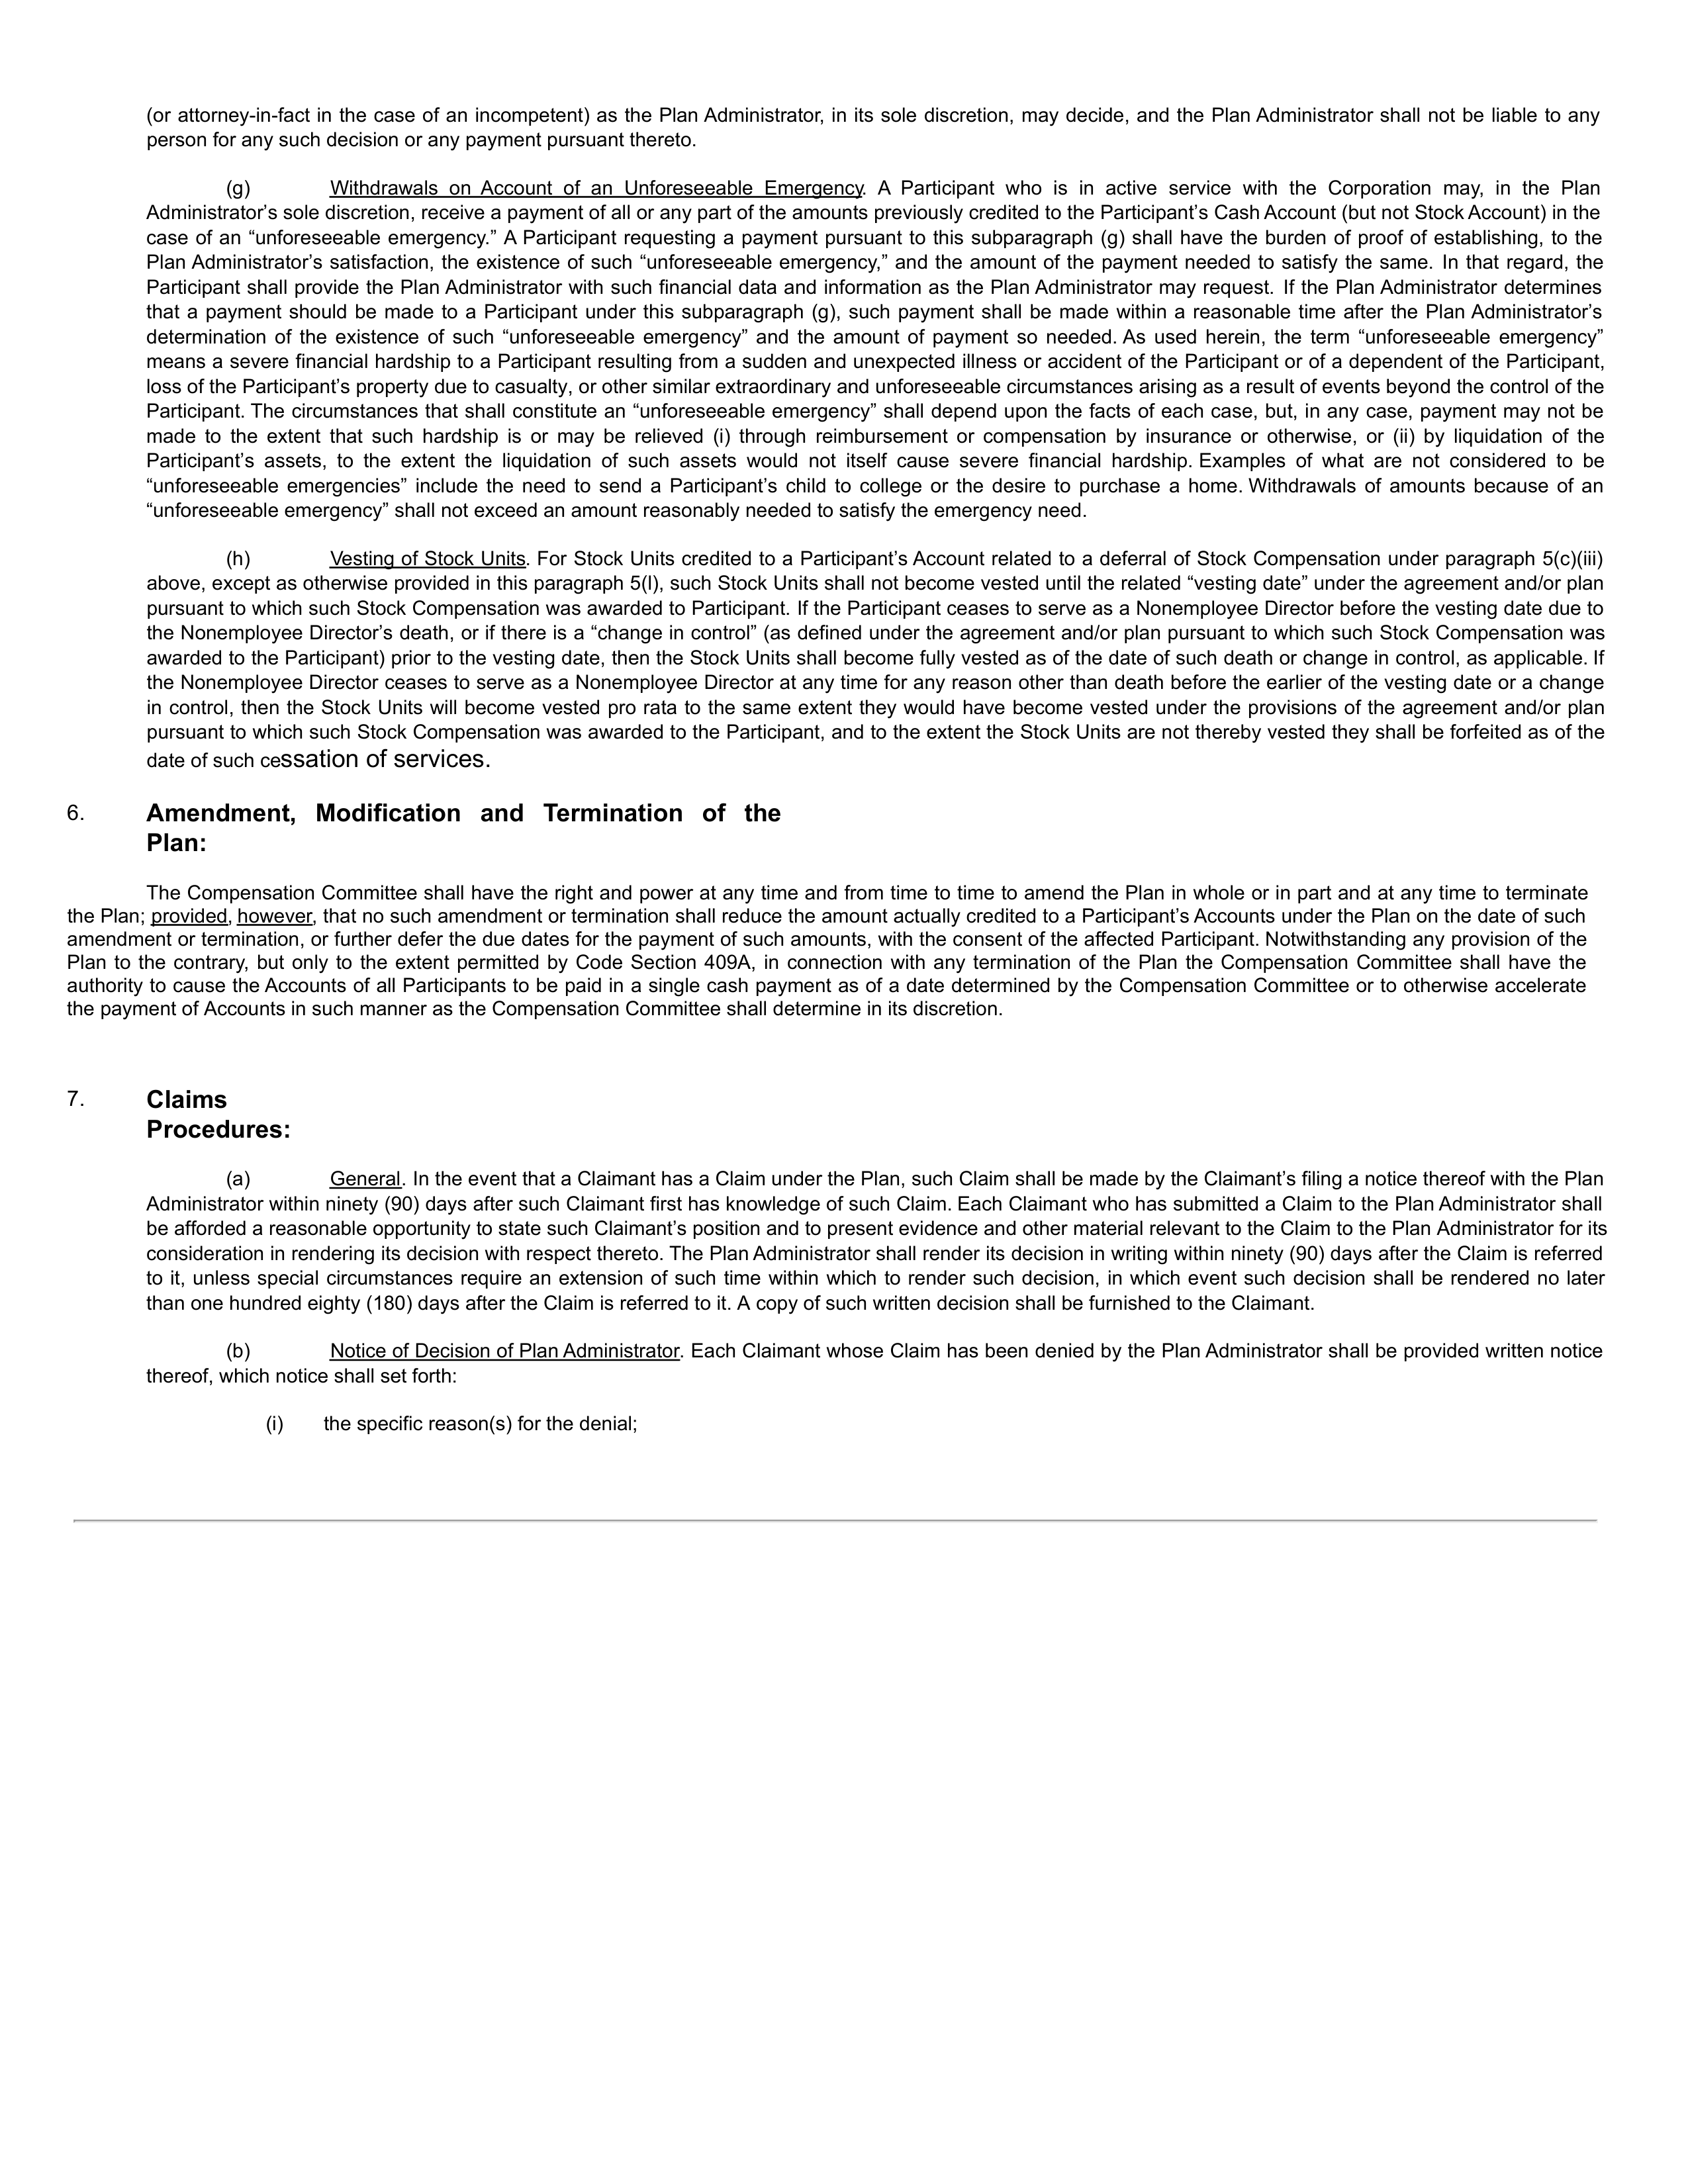 (or attorney-in-fact in the case of an incompetent) as the Plan Administrator, in its sole discretion, may decide, and the Plan Administrator shall not be liable to any
person for any such decision or any payment pursuant thereto.
(g) Withdrawals on Account of an Unforeseeable Emergency. A Participant who is in active service with the Corporation may, in the Plan
Administrator’s sole discretion, receive a payment of all or any part of the amounts previously credited to the Participant’s Cash Account (but not Stock Account) in the
case of an “unforeseeable emergency.” A Participant requesting a payment pursuant to this subparagraph (g) shall have the burden of proof of establishing, to the
Plan Administrator’s satisfaction, the existence of such “unforeseeable emergency,” and the amount of the payment needed to satisfy the same. In that regard, the
Participant shall provide the Plan Administrator with such financial data and information as the Plan Administrator may request. If the Plan Administrator determines
that a payment should be made to a Participant under this subparagraph (g), such payment shall be made within a reasonable time after the Plan Administrator’s
determination of the existence of such “unforeseeable emergency” and the amount of payment so needed. As used herein, the term “unforeseeable emergency”
means a severe financial hardship to a Participant resulting from a sudden and unexpected illness or accident of the Participant or of a dependent of the Participant,
loss of the Participant’s property due to casualty, or other similar extraordinary and unforeseeable circumstances arising as a result of events beyond the control of the
Participant. The circumstances that shall constitute an “unforeseeable emergency” shall depend upon the facts of each case, but, in any case, payment may not be
made to the extent that such hardship is or may be relieved (i) through reimbursement or compensation by insurance or otherwise, or (ii) by liquidation of the
Participant’s assets, to the extent the liquidation of such assets would not itself cause severe financial hardship. Examples of what are not considered to be
“unforeseeable emergencies” include the need to send a Participant’s child to college or the desire to purchase a home. Withdrawals of amounts because of an
“unforeseeable emergency” shall not exceed an amount reasonably needed to satisfy the emergency need.
(h) Vesting of Stock Units. For Stock Units credited to a Participant’s Account related to a deferral of Stock Compensation under paragraph 5(c)(iii)
above, except as otherwise provided in this paragraph 5(l), such Stock Units shall not become vested until the related “vesting date” under the agreement and/or plan
pursuant to which such Stock Compensation was awarded to Participant. If the Participant ceases to serve as a Nonemployee Director before the vesting date due to
the Nonemployee Director’s death, or if there is a “change in control” (as defined under the agreement and/or plan pursuant to which such Stock Compensation was
awarded to the Participant) prior to the vesting date, then the Stock Units shall become fully vested as of the date of such death or change in control, as applicable. If
the Nonemployee Director ceases to serve as a Nonemployee Director at any time for any reason other than death before the earlier of the vesting date or a change
in control, then the Stock Units will become vested pro rata to the same extent they would have become vested under the provisions of the agreement and/or plan
pursuant to which such Stock Compensation was awarded to the Participant, and to the extent the Stock Units are not thereby vested they shall be forfeited as of the
date of such cessation of services.
6. Amendment, Modification and Termination of the
Plan:
The Compensation Committee shall have the right and power at any time and from time to time to amend the Plan in whole or in part and at any time to terminate
the Plan; provided, however, that no such amendment or termination shall reduce the amount actually credited to a Participant’s Accounts under the Plan on the date of such
amendment or termination, or further defer the due dates for the payment of such amounts, with the consent of the affected Participant. Notwithstanding any provision of the
Plan to the contrary, but only to the extent permitted by Code Section 409A, in connection with any termination of the Plan the Compensation Committee shall have the
authority to cause the Accounts of all Participants to be paid in a single cash payment as of a date determined by the Compensation Committee or to otherwise accelerate
the payment of Accounts in such manner as the Compensation Committee shall determine in its discretion.
7. Claims
Procedures:
(a) General. In the event that a Claimant has a Claim under the Plan, such Claim shall be made by the Claimant’s filing a notice thereof with the Plan
Administrator within ninety (90) days after such Claimant first has knowledge of such Claim. Each Claimant who has submitted a Claim to the Plan Administrator shall
be afforded a reasonable opportunity to state such Claimant’s position and to present evidence and other material relevant to the Claim to the Plan Administrator for its
consideration in rendering its decision with respect thereto. The Plan Administrator shall render its decision in writing within ninety (90) days after the Claim is referred
to it, unless special circumstances require an extension of such time within which to render such decision, in which event such decision shall be rendered no later
than one hundred eighty (180) days after the Claim is referred to it. A copy of such written decision shall be furnished to the Claimant.
(b) Notice of Decision of Plan Administrator. Each Claimant whose Claim has been denied by the Plan Administrator shall be provided written notice
thereof, which notice shall set forth:
(i) the specific reason(s) for the denial;